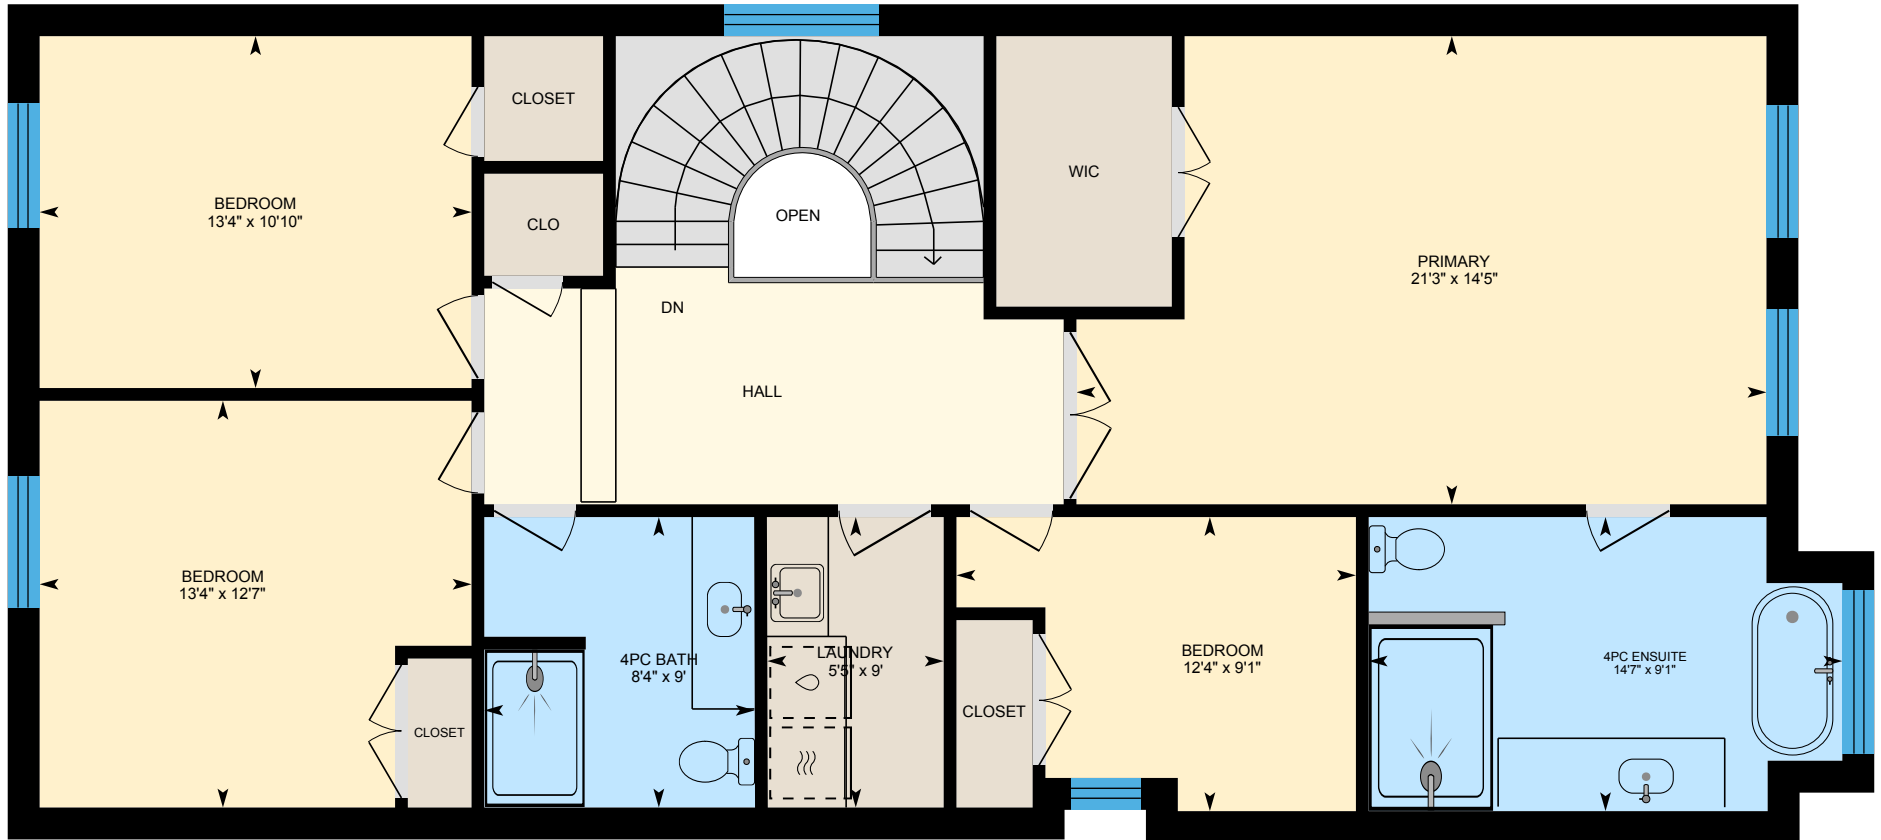 CLOSET
BEDROOM
13'4" x 10'10"
CLO
OPEN
WIC
PRIMARY
21'3" x 14'5"
DN
HALL
BEDROOM
13'4" x 12'7"
CLOSET
4PC BATH
8'4" x 9'
LAUNDRY
5'5" x 9'
CLOSET
BEDROOM
12'4" x 9'1"
4PC ENSUITE
14'7" x 9'1"